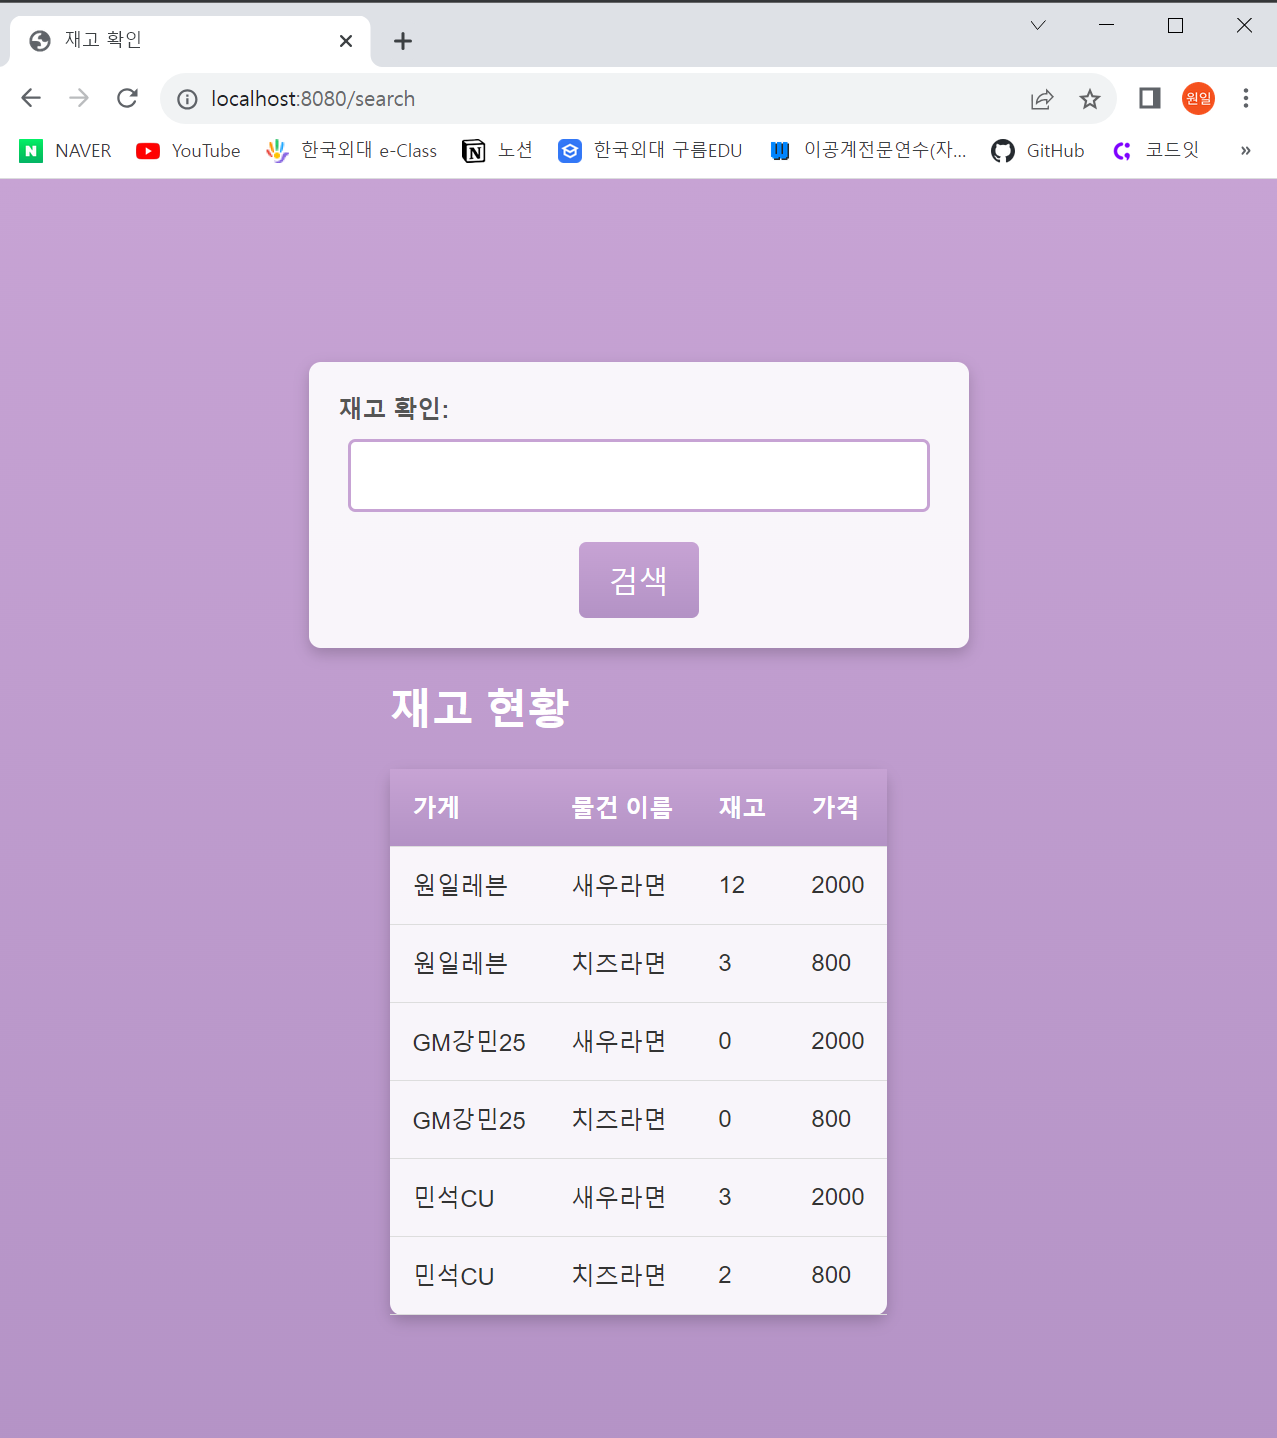 재고 확인
localhost:8080/search
원일
N NAVER YouTube 한국외대 e-Class 노션 한국외대 구름EDU 이공계전문연수(자... GitHub 코드잇 »
재고 확인:
검색
재고 현황
가게 물건 이름 재고 가격
원일레븐 새우라면 12 2000
원일레븐 치즈라면 3 800
GM강민25 새우라면 0 2000
GM강민25 치즈라면 0 800
민석CU 새우라면 3 2000
민석CU 치즈라면 2 800